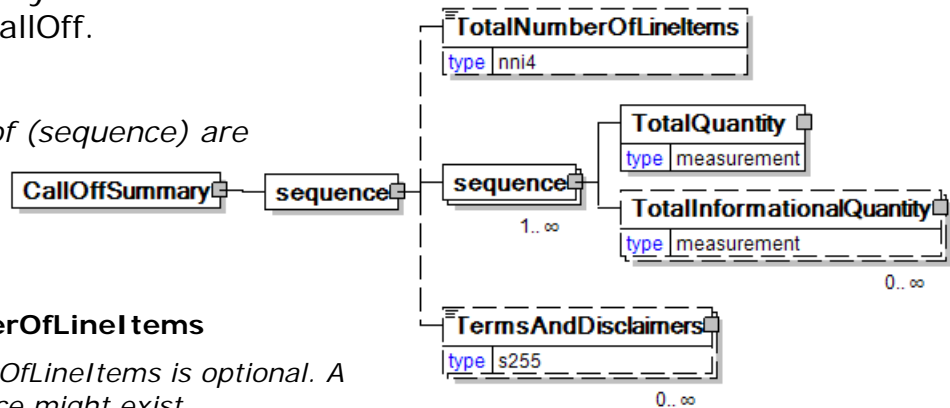 allOff.
TotalNumberOfLineItems
type nni4
of (sequence) are
TotalQuantity
type measurement
CallOffSummary
sequence
sequence
1.. ∞
TotalInformationalQuantity
type measurement
0.. ∞
erOfLineItems
TermsAndDisclaimers
type s255
OfLineItems is optional. A
0.. ∞
ce might exist